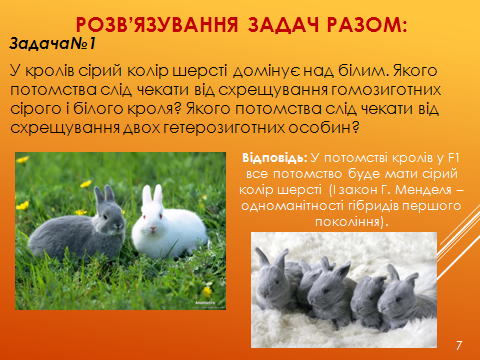 РОЗВ'ЯЗУВАННЯ ЗАДАЧ РАЗОМ:
Задача№1
У кролів сірий колір шерсті домінує над білим. Якого
потомства слід чекати від схрещування гомозиготних
сірого і білого кроля? Якого потомства слід чекати від
схрещування двох гетерозиготних особин?
Відповідь: У потомстві кролів у F1
все потомство буде мати сірий
колір шерсті (І закон Г. Менделя –
одноманітності гібридів першого
покоління).
7